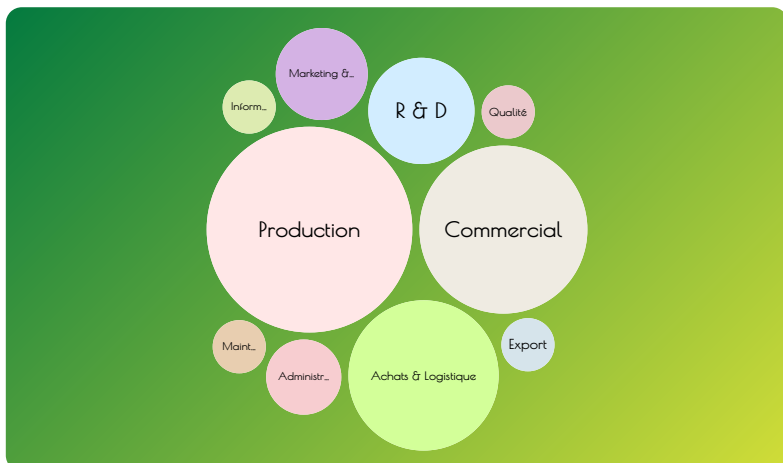 Marketing &...
Inform...
R & D
Qualité
Production
Commercial
Maint...
Administr...
Achats & Logistique
Export